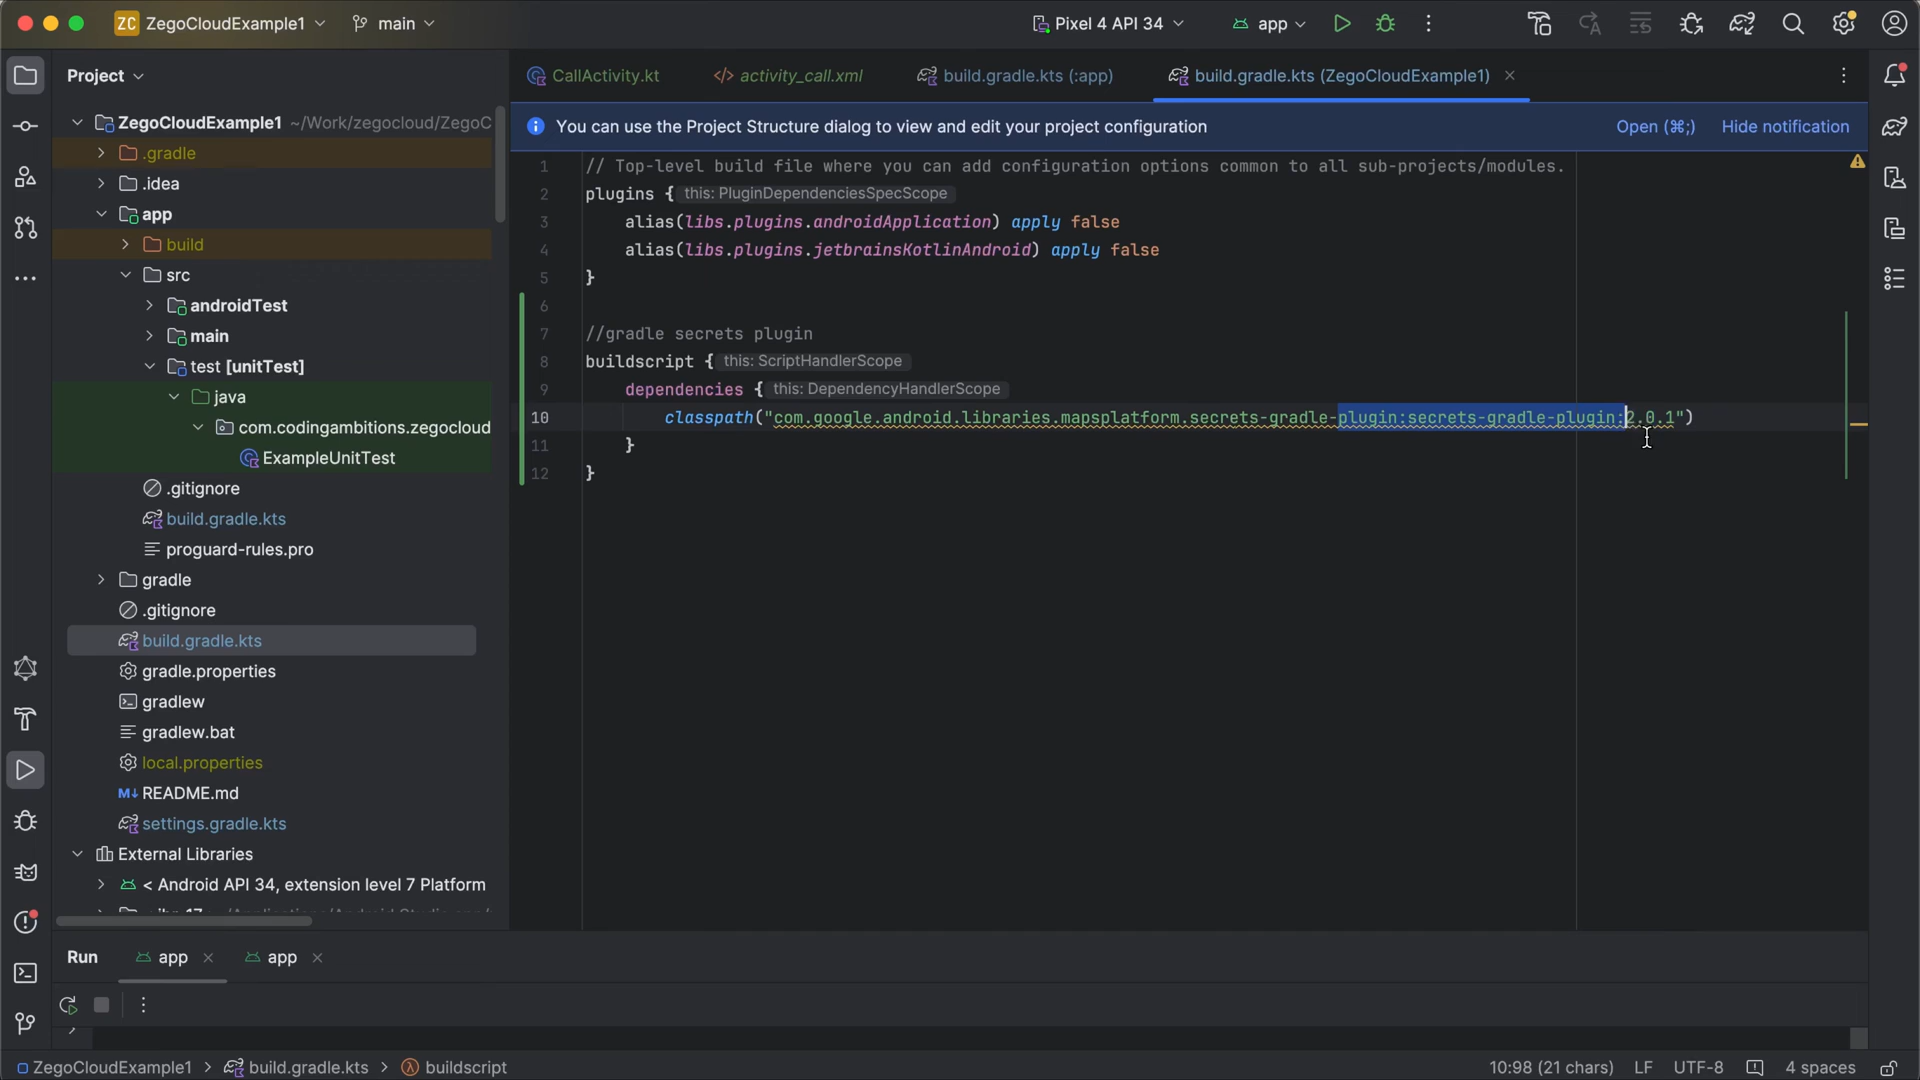 ZC ZegoCloudExample1 main Pixel 4 API 34 app
Project
CallActivity.kt activity_call.xml build.gradle.kts (:app) build.gradle.kts (ZegoCloudExample1)
You can use the Project Structure dialog to view and edit your project configuration Open (⌘;) Hide notification
ZegoCloudExample1 ~/Work/zegocloud/ZegoC
.gradle
.idea
app
build
src
androidTest
main
test [unitTest]
java
com.codingambitions.zegocloud
ExampleUnitTest
.gitignore
build.gradle.kts
proguard-rules.pro
gradle
.gitignore
build.gradle.kts
gradle.properties
gradlew
gradlew.bat
local.properties
M↓ README.md
settings.gradle.kts
External Libraries
< Android API 34, extension level 7 Platform
1 // Top-level build file where you can add configuration options common to all sub-projects/modules.
2 plugins { this: PluginDependenciesSpecScope
3 alias(libs.plugins.androidApplication) apply false
4 alias(libs.plugins.jetbrainsKotlinAndroid) apply false
5 }
6
7 //gradle secrets plugin
8 buildscript { this: ScriptHandlerScope
9 dependencies { this: DependencyHandlerScope
10 classpath("com.google.android.libraries.mapsplatform.secrets-gradle-plugin:secrets-gradle-plugin:2.0.1")
11 }
12 }
Run app app
ZegoCloudExample1 > build.gradle.kts > buildscript 10:98 (21 chars) LF UTF-8 4 spaces